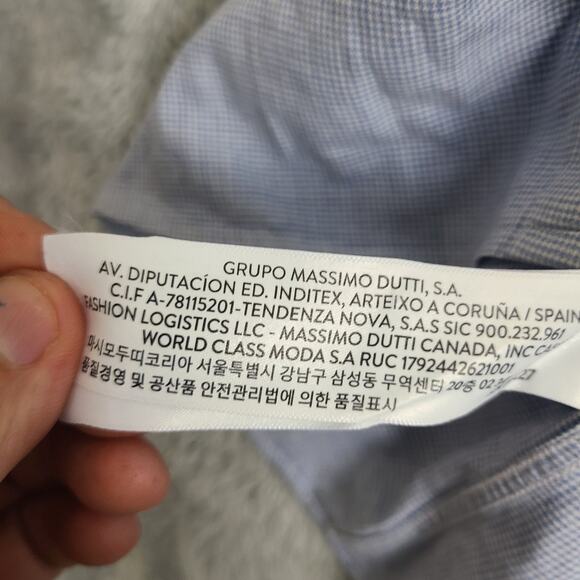 GRUPO MASSIMO DUTTI, S.A.
AV. DIPUTACÍON ED. INDITEX, ARTEIXO A CORUÑA / SPAIN
C.I.F A-78115201-TENDENZA NOVA, S.A.S SIC 900.232.961
FASHION LOGISTICS LLC - MASSIMO DUTTI CANADA, INC
WORLD CLASS MODA S.A RUC 1792442621001
마시모두띠코리아 서울특별시 강남구 삼성동 무역센터 20층
품질경영 및 공산품 안전관리법에 의한 품질표시